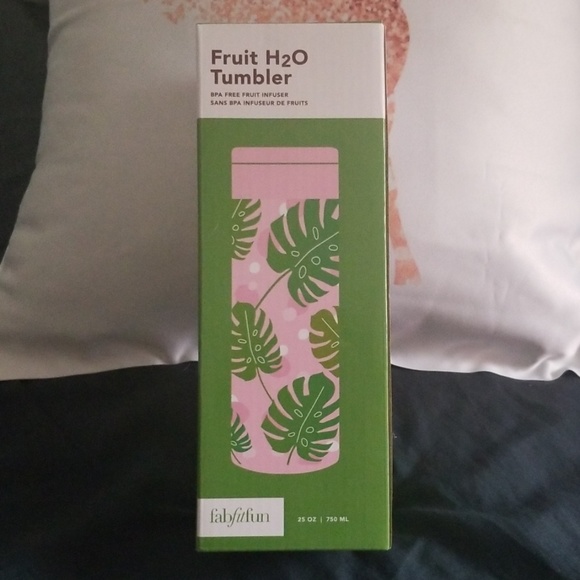 Fruit H2O
Tumbler
BPA FREE FRUIT INFUSER
SANS BPA INFUSEUR DE FRUITS
fabfitfun
25 OZ | 750 ML